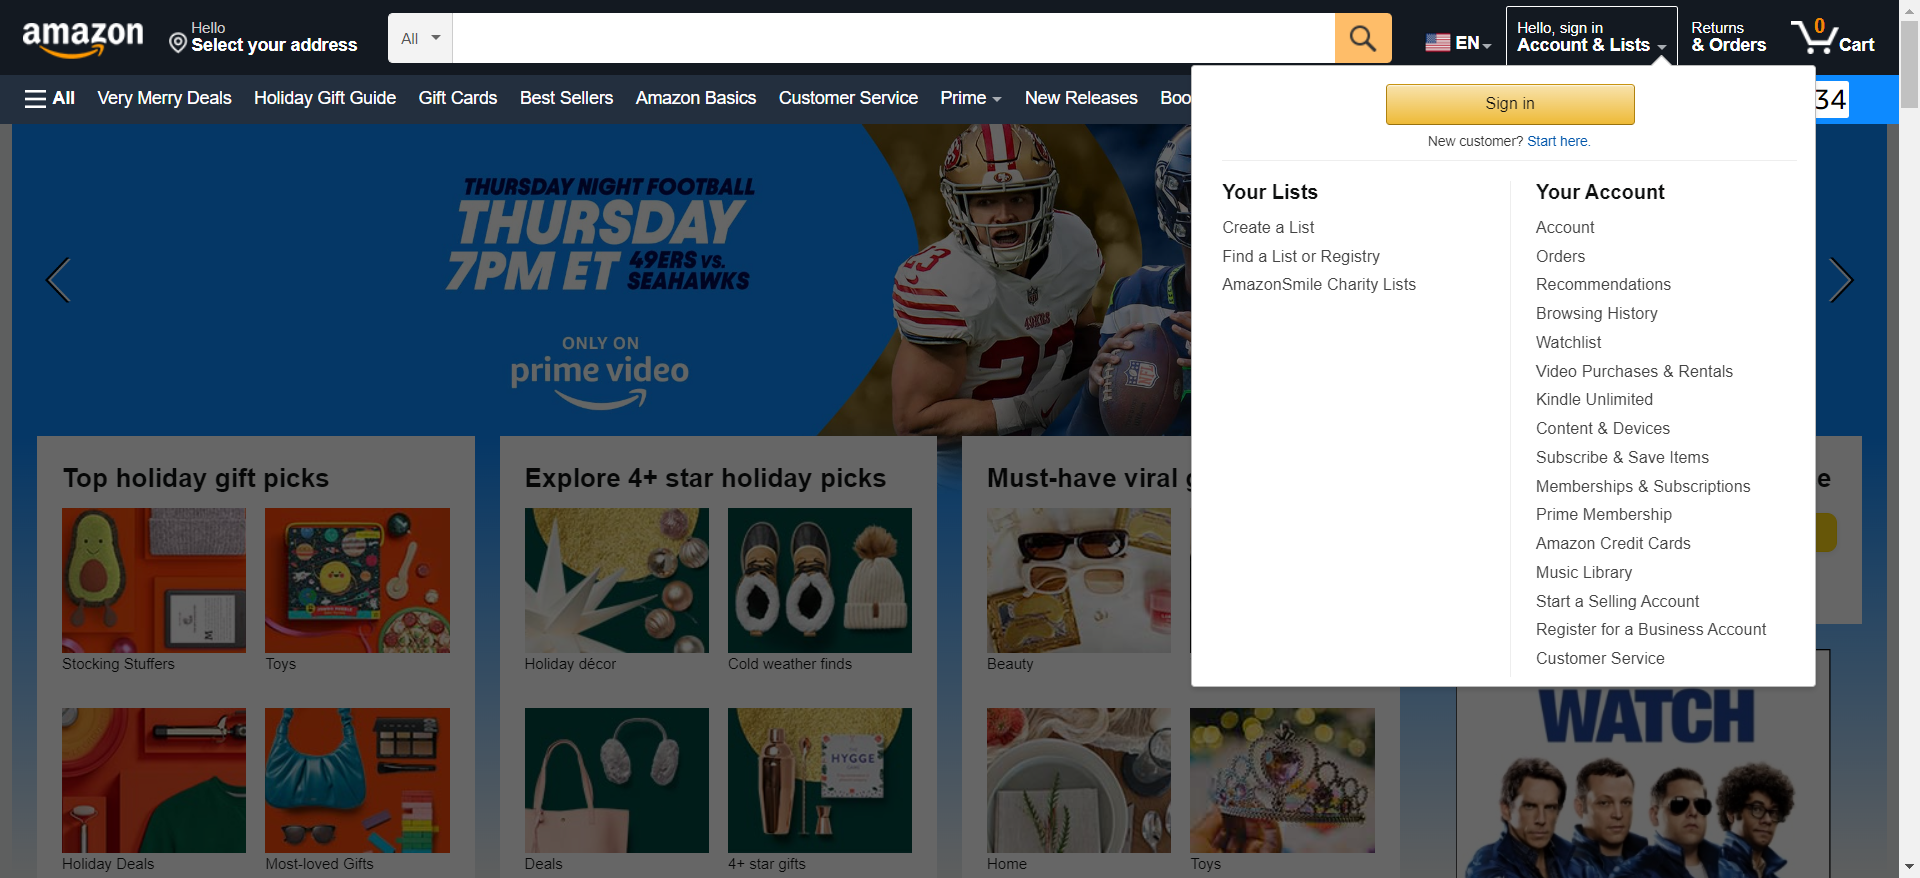 amazon
Hello
Select your address
All
EN
Hello, sign in
Account & Lists
Returns
& Orders
0
Cart
All
Very Merry Deals
Holiday Gift Guide
Gift Cards
Best Sellers
Amazon Basics
Customer Service
Prime
New Releases
Boo
34
Sign in
New customer? Start here.
Your Lists
Create a List
Find a List or Registry
AmazonSmile Charity Lists
Your Account
Account
Orders
Recommendations
Browsing History
Watchlist
Video Purchases & Rentals
Kindle Unlimited
Content & Devices
Subscribe & Save Items
Memberships & Subscriptions
Prime Membership
Amazon Credit Cards
Music Library
Start a Selling Account
Register for a Business Account
Customer Service
THURSDAY NIGHT FOOTBALL
THURSDAY
7PM ET
49ERS VS.
SEAHAWKS
ONLY ON
prime video
23
49ERS
27
NFL
Top holiday gift picks
Stocking Stuffers
Toys
Holiday Deals
Most-loved Gifts
Explore 4+ star holiday picks
Holiday décor
Cold weather finds
HYGGE
Deals
4+ star gifts
Must-have viral g
Beauty
Home
Toys
e
WATCH